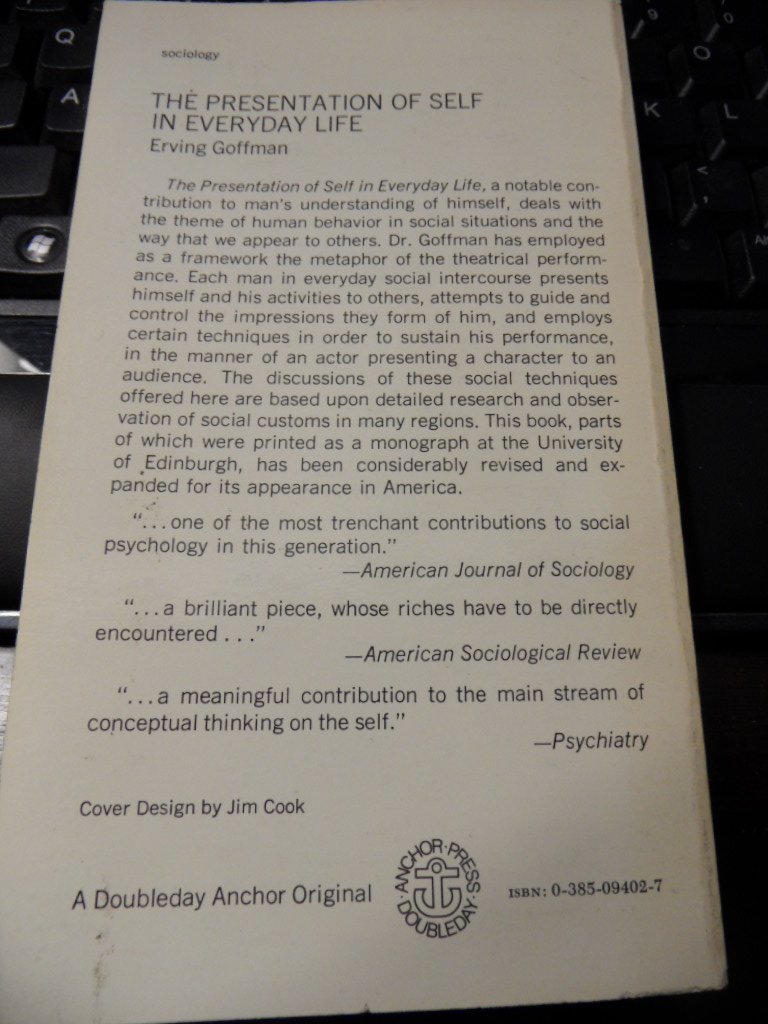 sociology
THE PRESENTATION OF SELF
IN EVERYDAY LIFE
Erving Goffman
The Presentation of Self in Everyday Life, a notable con-
tribution to man's understanding of himself, deals with
the theme of human behavior in social situations and the
way that we appear to others. Dr. Goffman has employed
as a framework the metaphor of the theatrical perform-
ance. Each man in everyday social intercourse presents
himself and his activities to others, attempts to guide and
control the impressions they form of him, and employs
certain techniques in order to sustain his performance,
in the manner of an actor presenting a character to an
audience. The discussions of these social techniques
offered here are based upon detailed research and obser-
vation of social customs in many regions. This book, parts
of which were printed as a monograph at the University
of Edinburgh, has been considerably revised and ex-
panded for its appearance in America.
"...one of the most trenchant contributions to social
psychology in this generation."
—American Journal of Sociology
"...a brilliant piece, whose riches have to be directly
encountered . . ."
—American Sociological Review
"...a meaningful contribution to the main stream of
conceptual thinking on the self."
—Psychiatry
Cover Design by Jim Cook
A Doubleday Anchor Original
ANCHOR · PRESS · DOUBLEDAY ·
ISBN: 0-385-09402-7
Q
A
9
O
K
L
<
,